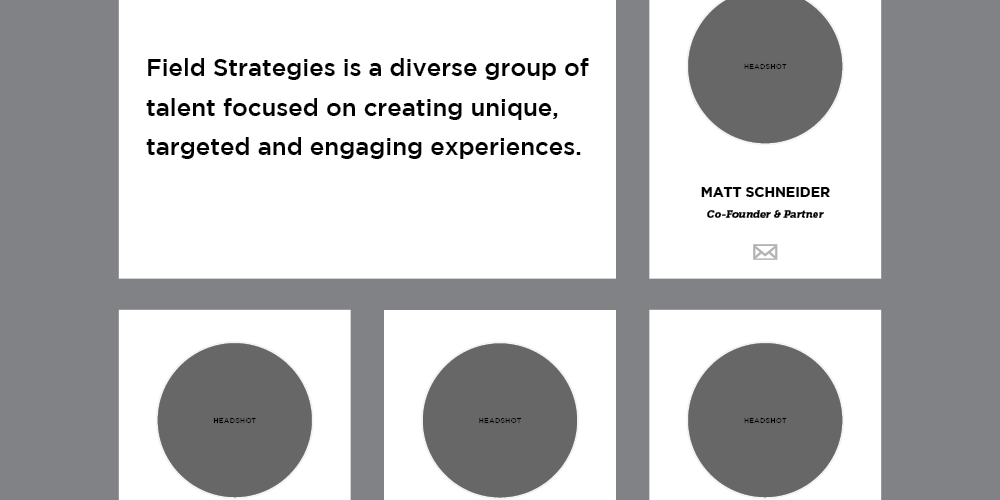 Field Strategies is a diverse group of
talent focused on creating unique,
targeted and engaging experiences.
HEADSHOT
MATT SCHNEIDER
Co-Founder & Partner
HEADSHOT
HEADSHOT
HEADSHOT